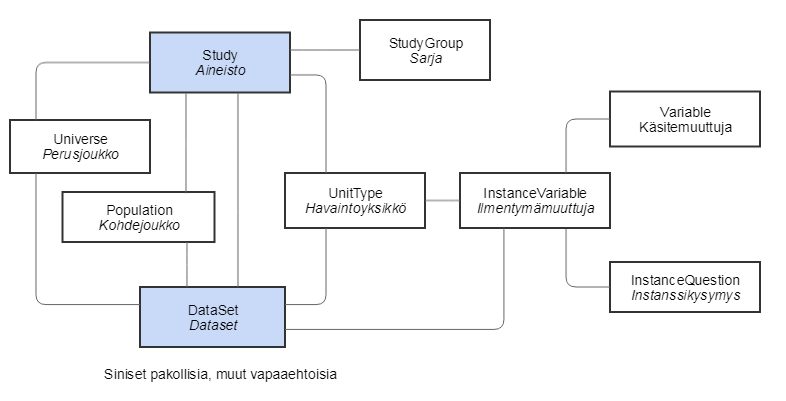 Study
Aineisto
StudyGroup
Sarja
Universe
Perusjoukko
Population
Kohdejoukko
UnitType
Havaintoyksikkö
InstanceVariable
Ilmentymämuuttuja
Variable
Käsitemuuttuja
InstanceQuestion
Instanssikysymys
DataSet
Dataset
Siniset pakollisia, muut vapaaehtoisia